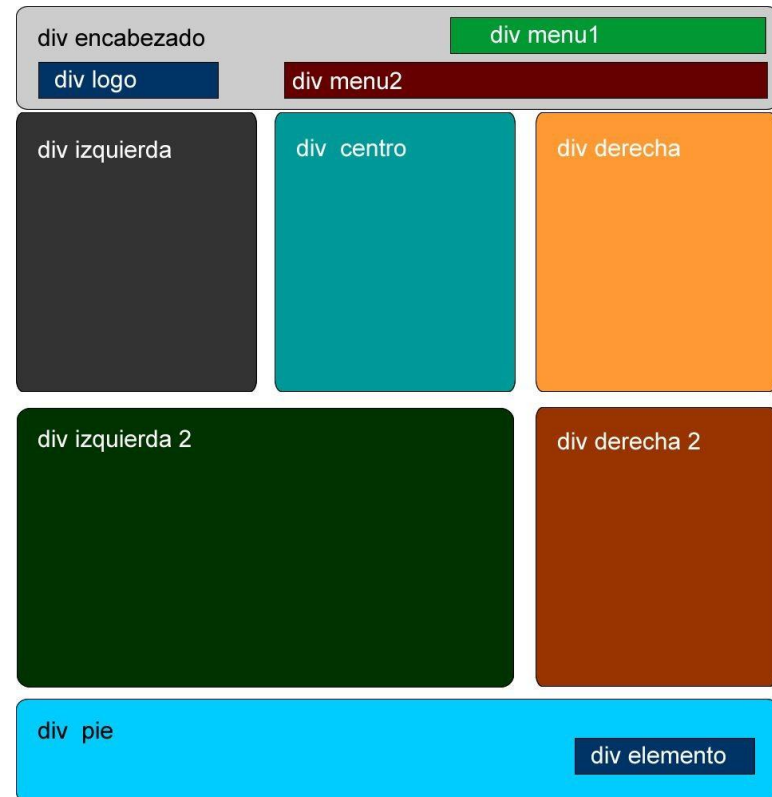 div encabezado
div menu1
div logo
div menu2
div izquierda
div centro
div derecha
div izquierda 2
div derecha 2
div pie
div elemento